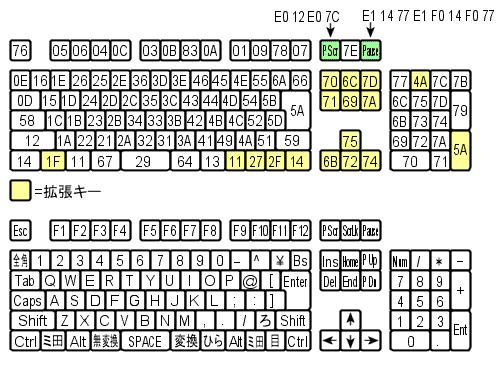 E0 12 E0 7C E1 14 77 E1 F0 14 F0 77
76 05 06 04 0C 03 0B 83 0A 01 09 78 07 P Scr 7E Pause
0E 16 1E 26 25 2E 36 3D 3E 46 45 4E 55 6A 66 70 6C 7D 77 4A 7C 7B
0D 15 1D 24 2D 2C 35 3C 43 44 4D 54 5B 5A 71 69 7A 6C 75 7D 79
58 1C 1B 23 2B 34 33 3B 42 4B 4C 52 5D 6B 73 74
12 1A 22 21 2A 32 31 3A 41 49 4A 51 59 75 69 72 7A 5A
14 1F 11 67 29 64 13 11 27 2F 14 6B 72 74 70 71
=拡張キー
Esc F1 F2 F3 F4 F5 F6 F7 F8 F9 F10 F11 F12 P Scr ScrLk Pause
全角 1 2 3 4 5 6 7 8 9 0 − ^ ¥ Bs Ins Home P Up Num / * −
Tab Q W E R T Y U I O P @ [ Enter Del End P Dn 7 8 9 +
Caps A S D F G H J K L ; : ] 4 5 6
Shift Z X C V B N M , . / ろ Shift ↑ 1 2 3 Ent
Ctrl ミ田 Alt 無変換 SPACE 変換 ひら Alt ミ田 目 Ctrl ← ↓ → 0 .